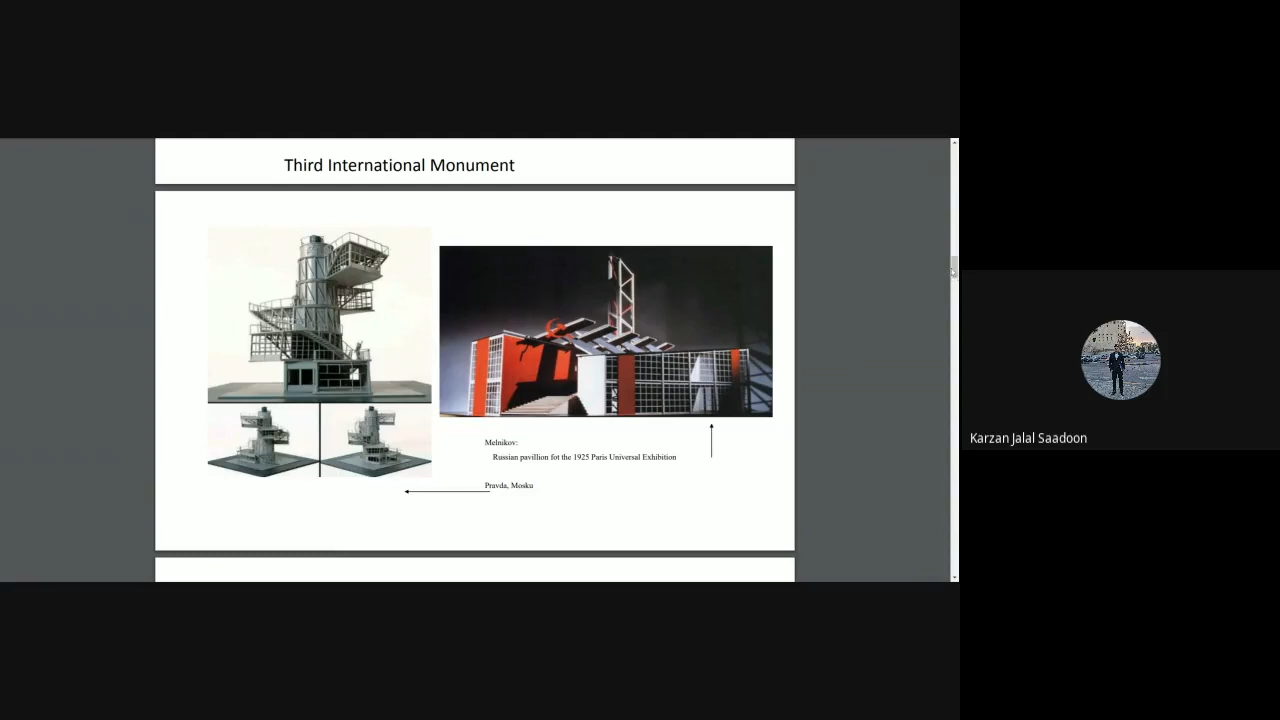 Third International Monument
Melnikov:
Russian pavillion fot the 1925 Paris Universal Exhibition
Pravda, Mosku
Karzan Jalal Saadoon